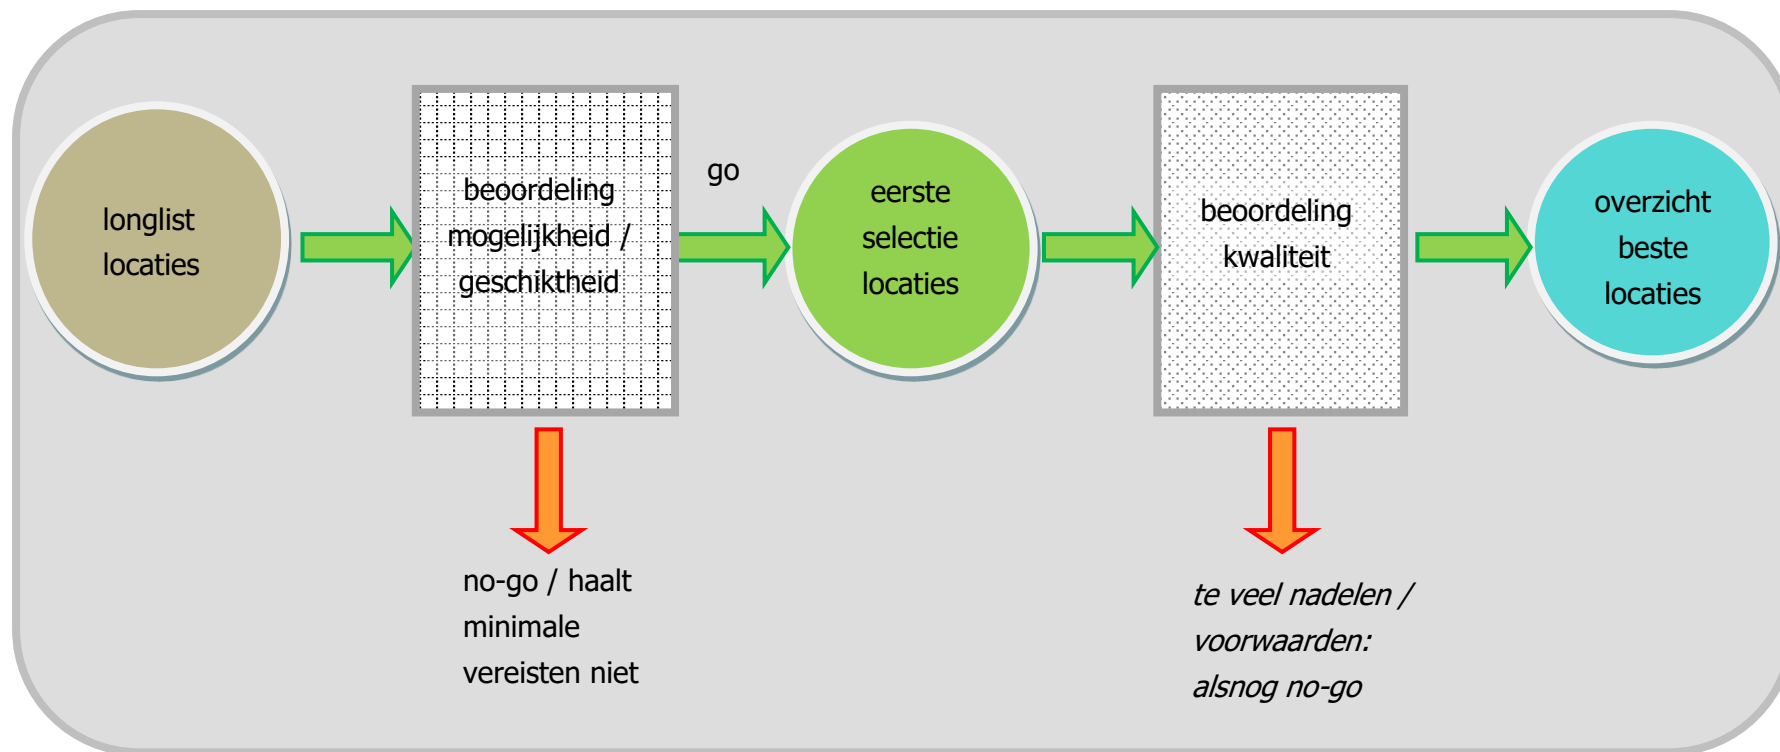 longlist
locaties
beoordeling
mogelijkheid /
geschiktheid
go
eerste
selectie
locaties
beoordeling
kwaliteit
overzicht
beste
locaties
no-go / haalt
minimale
vereisten niet
te veel nadelen /
voorwaarden:
alsnog no-go